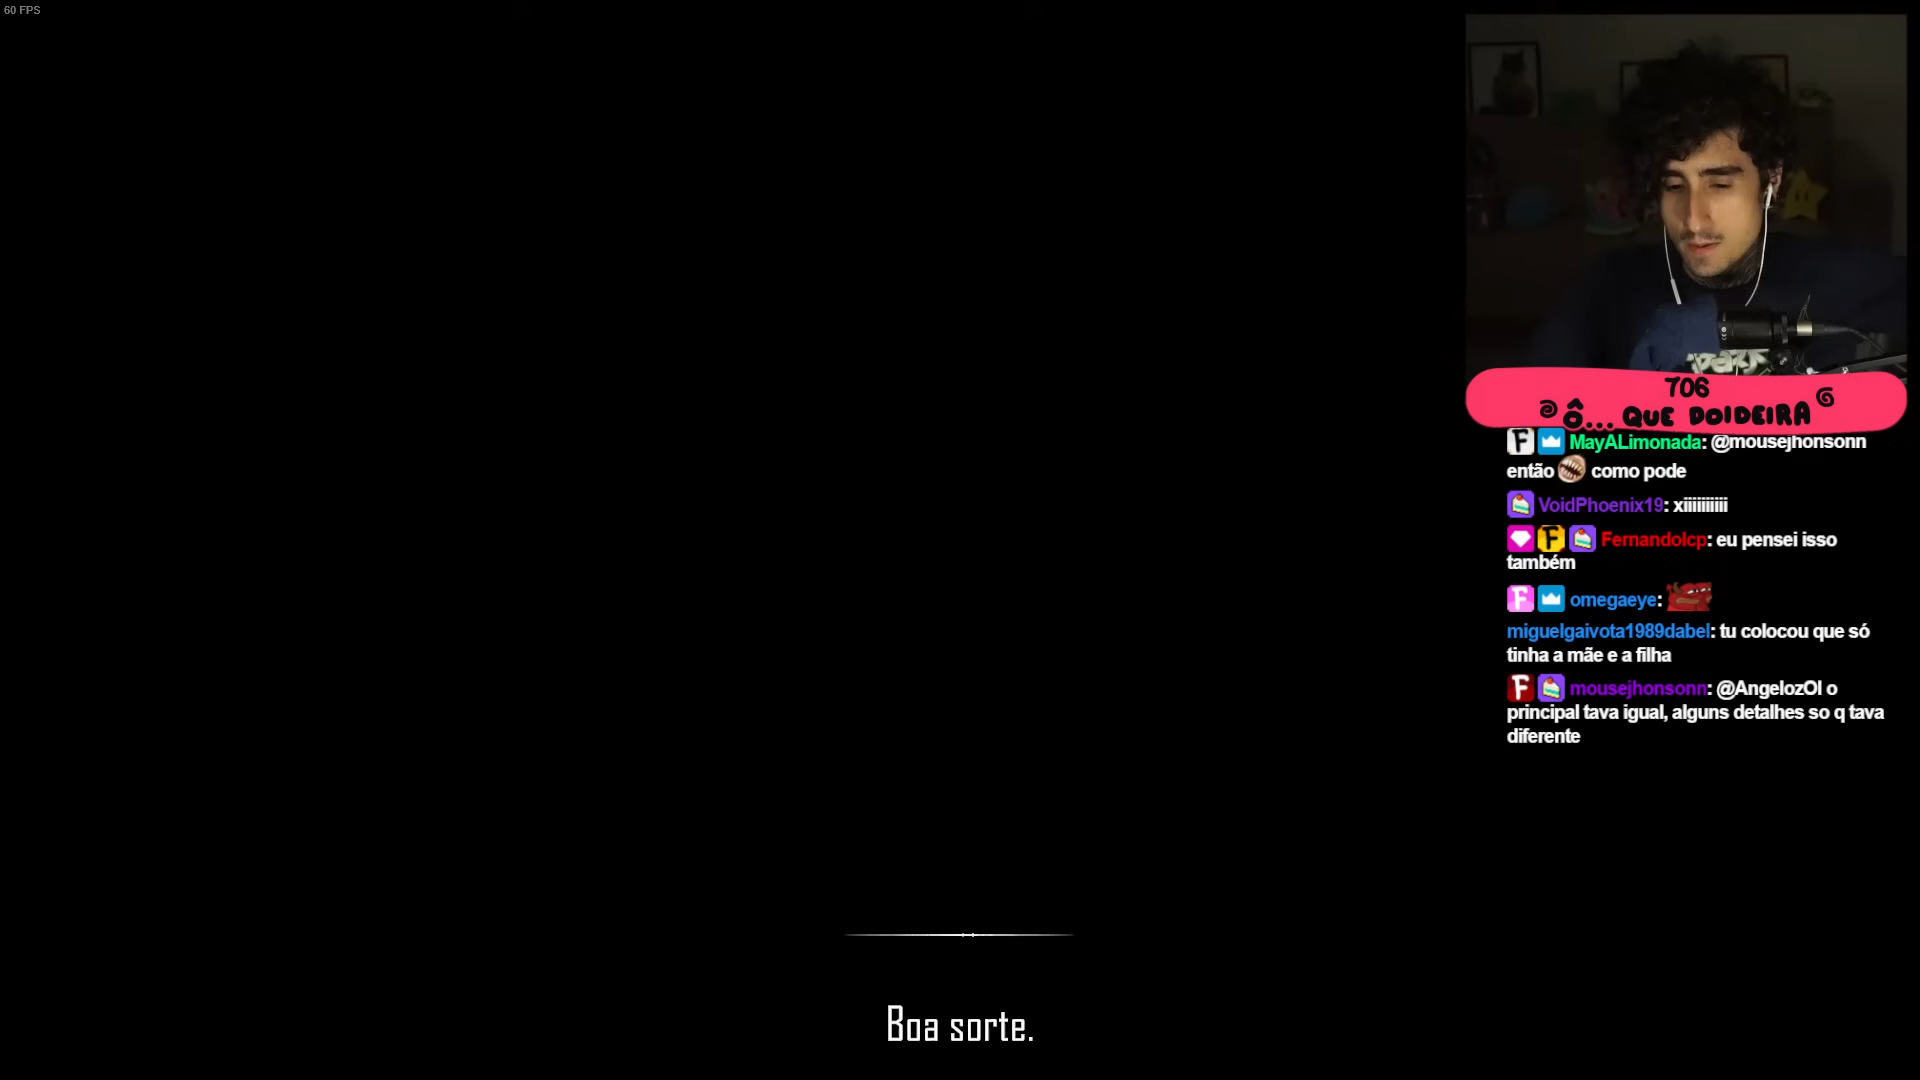 60 FPS
706
Ô... QUE DOIDEIRA
MayALimonada: @mousejhonsonn
então como pode
VoidPhoenix19: xiiiiiiiiii
Fernandolcp: eu pensei isso
também
omegaeye:
miguelgaivota1989dabel: tu colocou que só
tinha a mãe e a filha
mousejhonsonn: @AngelozOl o
principal tava igual, alguns detalhes so q tava
diferente
Boa sorte.